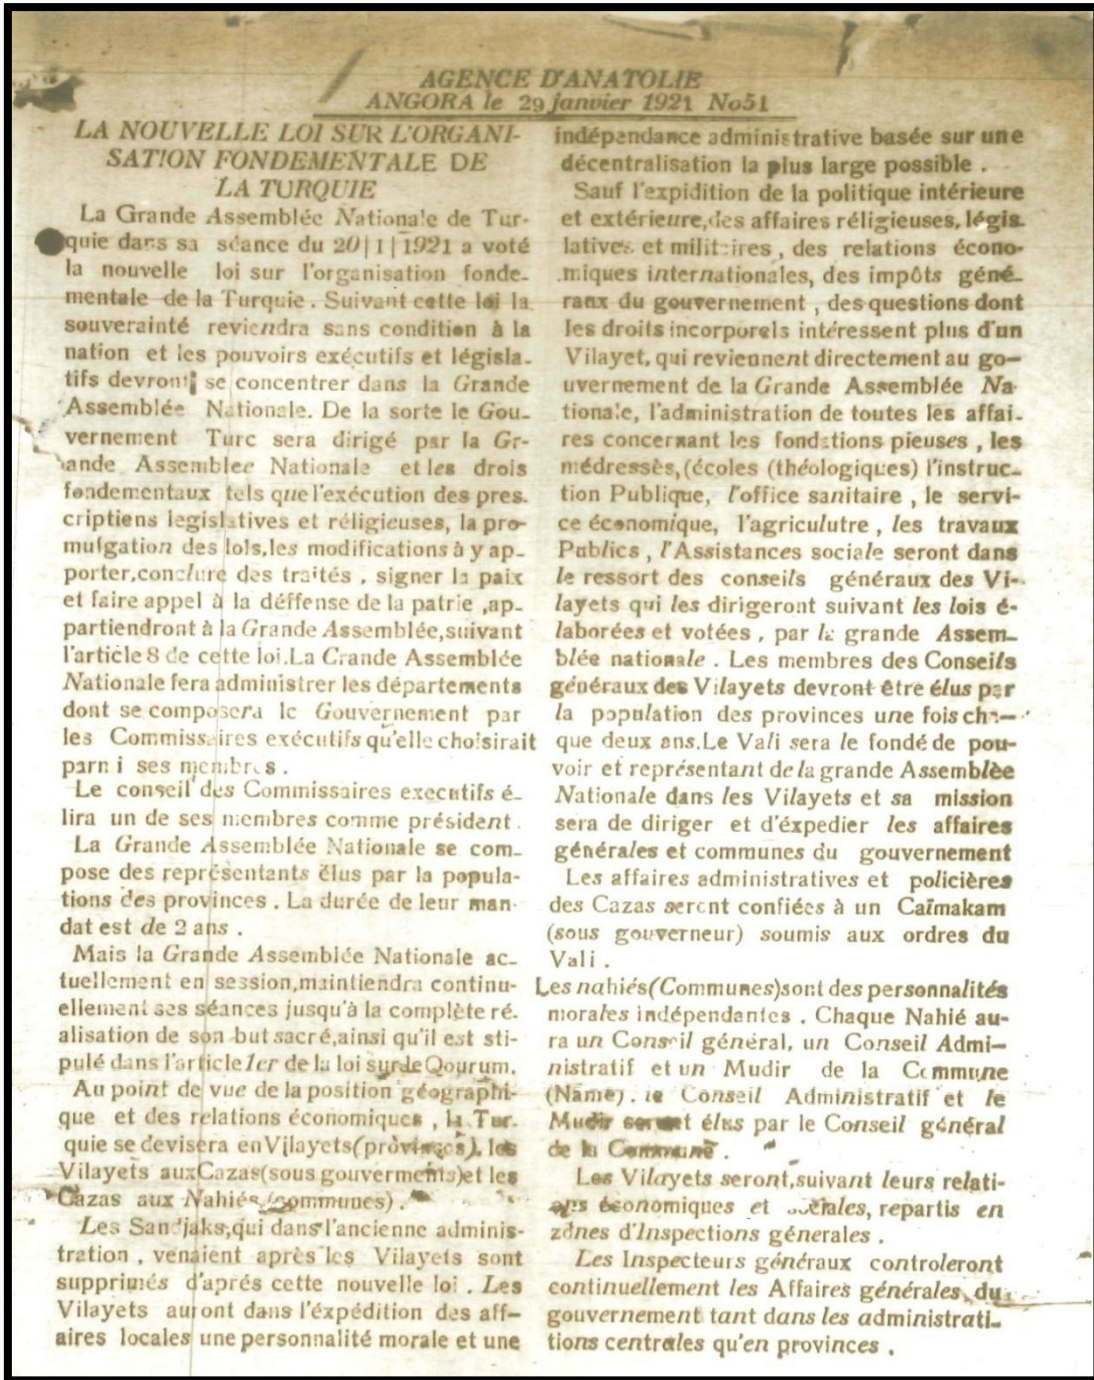 AGENCE D'ANATOLIE
ANGORA le 29 janvier 1921 No51
LA NOUVELLE LOI SUR L'ORGANI-
SATION FONDEMENTALE DE
LA TURQUIE
La Grande Assemblée Nationale de Tur-
quie dans sa séance du 20|1|1921 a voté
la nouvelle loi sur l'organisation fonde-
mentale de la Turquie. Suivant cette loi la
souverainté reviendra sans condition à la
nation et les pouvoirs exécutifs et législa-
tifs devront se concentrer dans la Grande
Assemblée Nationale. De la sorte le Gou-
vernement Turc sera dirigé par la Gr-
ande Assemblee Nationale et les drois
fondementaux tels que l'exécution des pres.
criptiens legislatives et réligieuses, la pro-
mulgation des lois,les modifications à y ap-
porter,conclure des traités , signer la paix
et faire appel à la déffense de la patrie ,ap-
partiendront à la Grande Assemblée,suivant
l'article 8 de cette loi.La Crande Assemblée
Nationale fera administrer les départements
dont se composera le Gouvernement par
les Commissaires exécutifs qu'elle choisirait
parmi ses membres .
Le conseil des Commissaires executifs é-
lira un de ses membres comme président.
La Grande Assemblée Nationale se com-
pose des représentants élus par la popula-
tions des provinces . La durée de leur man-
dat est de 2 ans .
Mais la Grande Assemblée Nationale ac-
tuellement en session,maintiendra continu-
ellement ses séances jusqu'à la complète ré.
alisation de son but sacré,ainsi qu'il est sti-
pulé dans l'article 1er de la loi sur de Qourum.
Au point de vue de la position géographi-
que et des relations économiques , la Tur-
quie se devisera en Vilayets(provinces), les
Vilayets aux Cazas(sous gouverments)et les
Cazas aux Nahiés (communes) .
Les Sandjaks,qui dans l'ancienne adminis-
tration , venaient après les Vilayets sont
supprimés d'aprés cette nouvelle loi . Les
Vilayets auront dans l'éxpédition des aff-
aires locales une personnalité morale et une
indépendance administrative basée sur une
décentralisation la plus large possible .
Sauf l'expidition de la politique intérieure
et extérieure,des affaires réligieuses, légis-
latives et militaires , des relations écono-
miques internationales, des impôts géné-
raux du gouvernement , des questions dont
les droits incorporels intéressent plus d'un
Vilayet, qui reviennent directement au go-
uvernement de la Grande Assemblée Na-
tionale, l'administration de toutes les affai-
res concernant les fondations pieuses , les
médressès, (écoles (théologiques) l'instruc-
tion Publique, l'office sanitaire , le servi-
ce économique, l'agriculutre , les travaux
Publics , l'Assistances sociale seront dans
le ressort des conseils généraux des Vi-
layets qui les dirigeront suivant les lois é-
laborées et votées , par la grande Assem-
blée nationale . Les membres des Conseils
généraux des Vilayets devront être élus par
la population des provinces une fois cha-
que deux ans.Le Vali sera le fondé de pou-
voir et représentant de la grande Assemblèe
Nationale dans les Vilayets et sa mission
sera de diriger et d'éxpedier les affaires
générales et communes du gouvernement
Les affaires administratives et policières
des Cazas seront confiées à un Caïmakam
(sous gouverneur) soumis aux ordres du
Vali .
Les nahiés(Communes)sont des personnalités
morales indépendantes . Chaque Nahié au-
ra un Conseil général, un Conseil Admi-
nistratif et un Mudir de la Commune
(Name). le Conseil Administratif et le
Mudir seront élus par le Conseil général
de la Commune .
Les Vilayets seront,suivant leurs relati-
ons économiques et sociales, repartis en
zônes d'Inspections génerales .
Les Inspecteurs généraux controleront
continuellement les Affaires générales du
gouvernement tant dans les administrati-
tions centrales qu'en provinces .